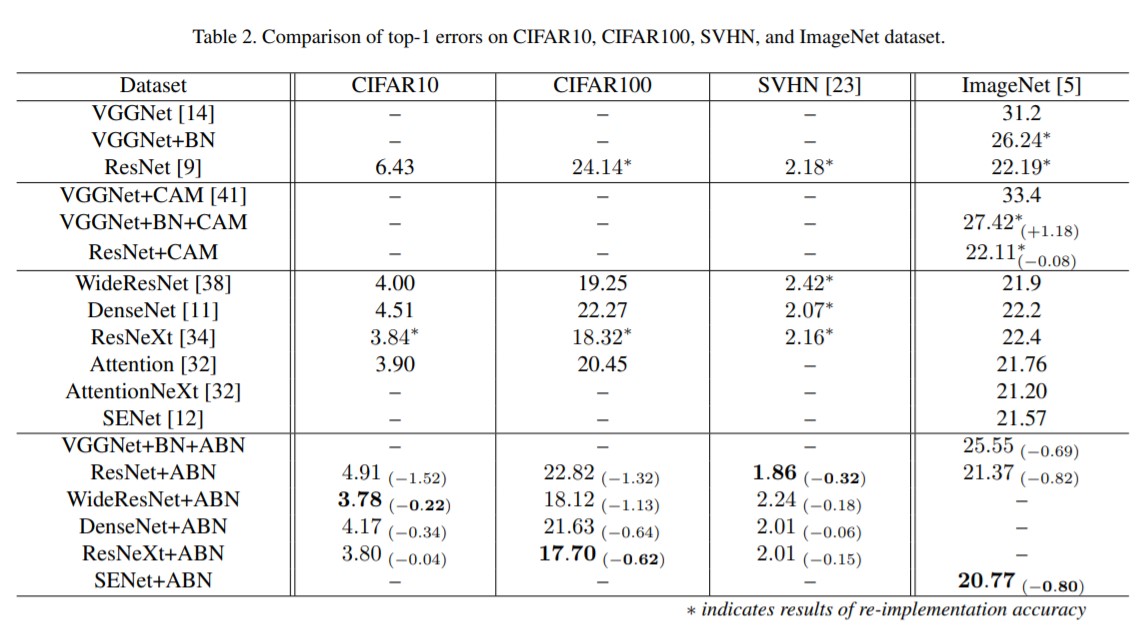 Table 2. Comparison of top-1 errors on CIFAR10, CIFAR100, SVHN, and ImageNet dataset.
Dataset CIFAR10 CIFAR100 SVHN [23] ImageNet [5]
VGGNet [14] – – – 31.2
VGGNet+BN – – – 26.24*
ResNet [9] 6.43 24.14* 2.18* 22.19*
VGGNet+CAM [41] – – – 33.4
VGGNet+BN+CAM – – – 27.42* (+1.18)
ResNet+CAM – – – 22.11* (−0.08)
WideResNet [38] 4.00 19.25 2.42* 21.9
DenseNet [11] 4.51 22.27 2.07* 22.2
ResNeXt [34] 3.84* 18.32* 2.16* 22.4
Attention [32] 3.90 20.45 – 21.76
AttentionNeXt [32] – – – 21.20
SENet [12] – – – 21.57
VGGNet+BN+ABN – – – 25.55 (−0.69)
ResNet+ABN 4.91 (−1.52) 22.82 (−1.32) 1.86 (−0.32) 21.37 (−0.82)
WideResNet+ABN 3.78 (−0.22) 18.12 (−1.13) 2.24 (−0.18) –
DenseNet+ABN 4.17 (−0.34) 21.63 (−0.64) 2.01 (−0.06) –
ResNeXt+ABN 3.80 (−0.04) 17.70 (−0.62) 2.01 (−0.15) –
SENet+ABN – – – 20.77 (−0.80)
* indicates results of re-implementation accuracy